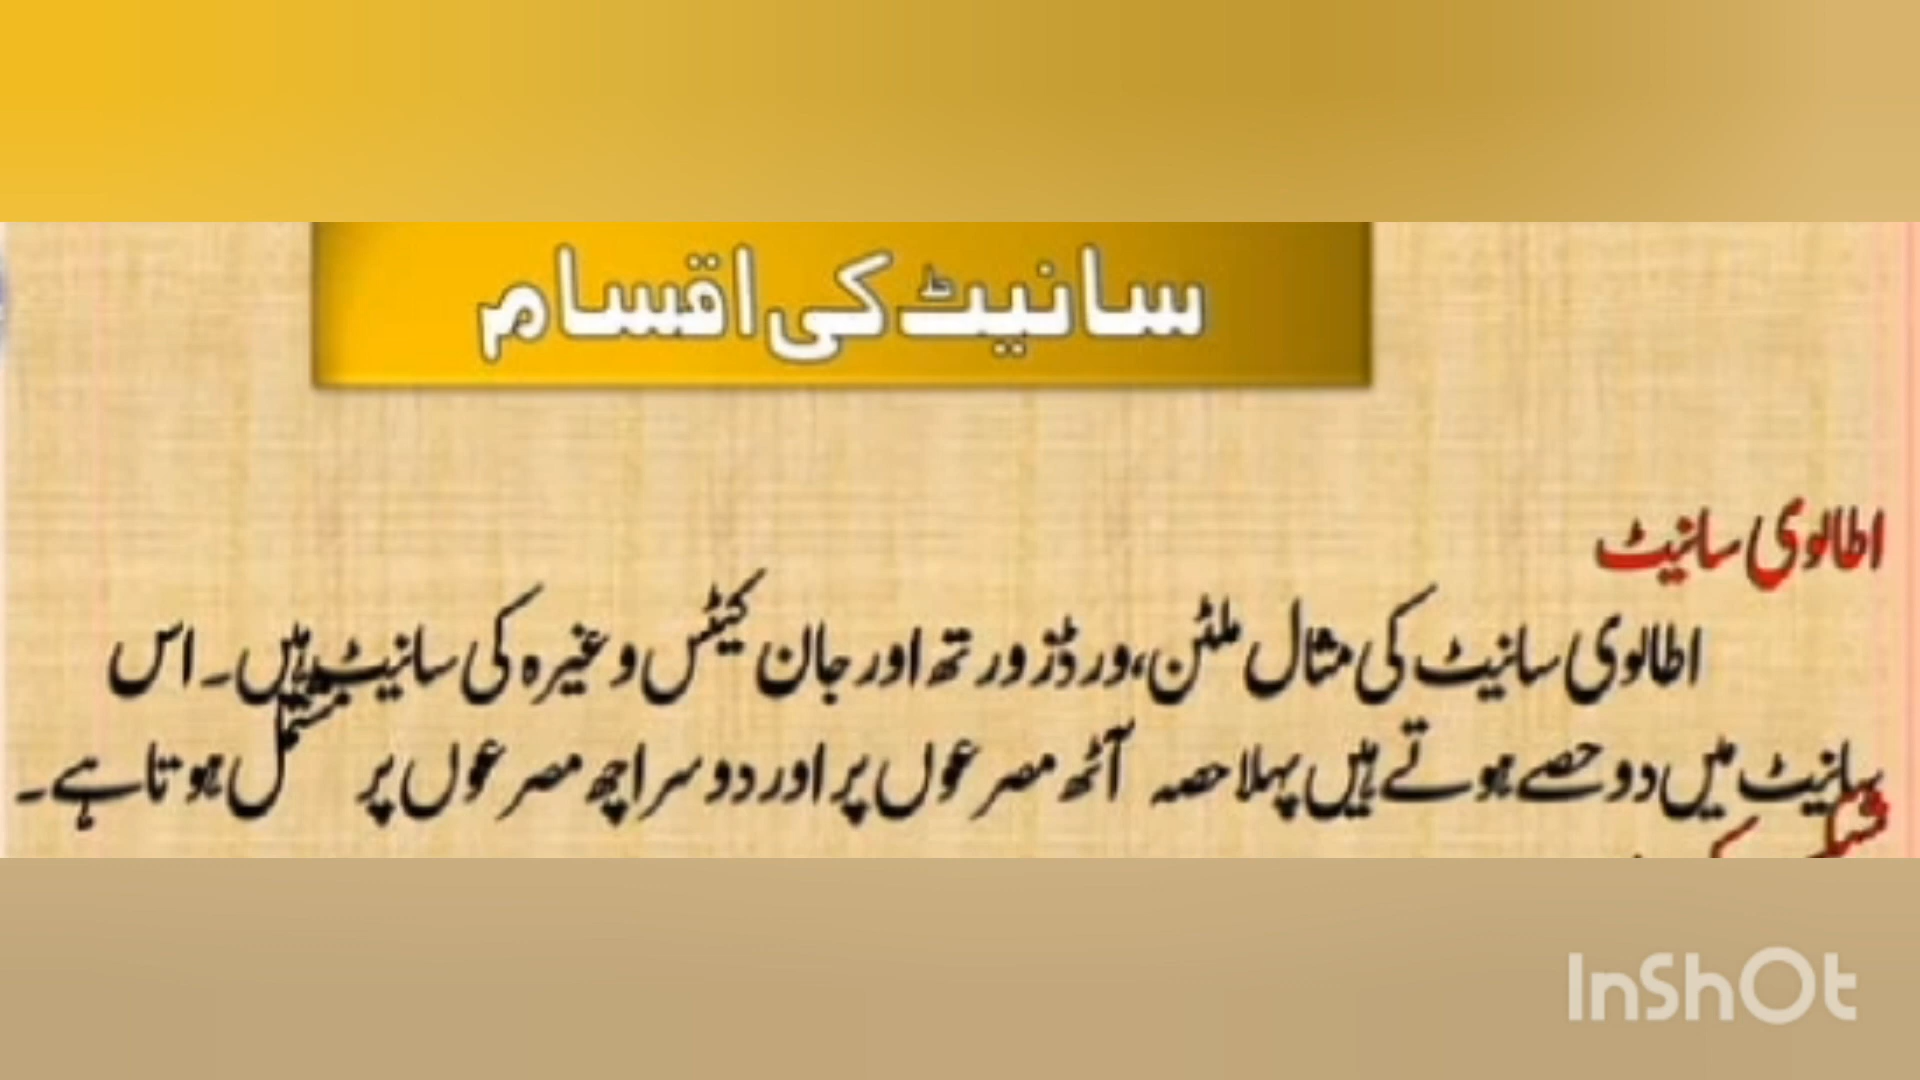 سانیٹ کی اقسام
اطالوی سانیٹ
اطالوی سانیٹ کی مثال ملٹن،ورڈز ورتھ اور جان کیٹس وغیرہ کی سانیٹ ہیں۔ اس
سانیٹ میں دو حصے ہوتے ہیں پہلا حصہ آٹھ مصرعوں پر اور دوسرا چھ مصرعوں پر مشتمل ہوتا ہے۔
InShOt